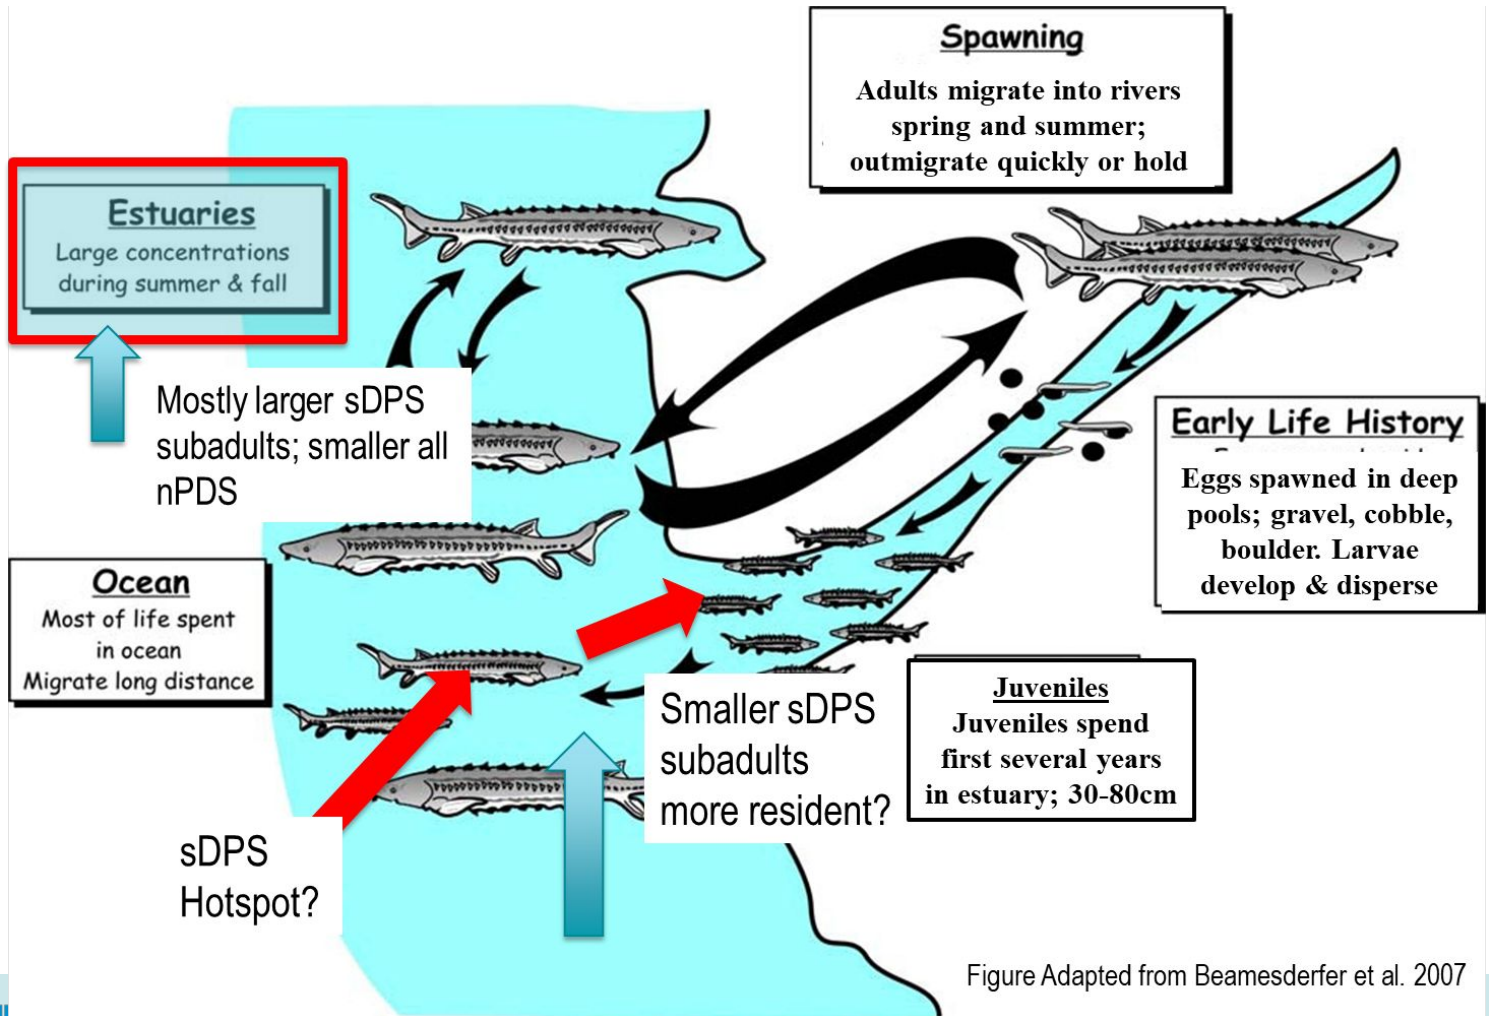 Spawning
Adults migrate into rivers
spring and summer;
outmigrate quickly or hold
Estuaries
Large concentrations
during summer & fall
Mostly larger sDPS
subadults; smaller all
nPDS
Early Life History
Eggs spawned in deep
pools; gravel, cobble,
boulder. Larvae
develop & disperse
Ocean
Most of life spent
in ocean
Migrate long distance
Juveniles
Juveniles spend
first several years
in estuary; 30-80cm
Smaller sDPS
subadults
more resident?
sDPS
Hotspot?
Figure Adapted from Beamesderfer et al. 2007